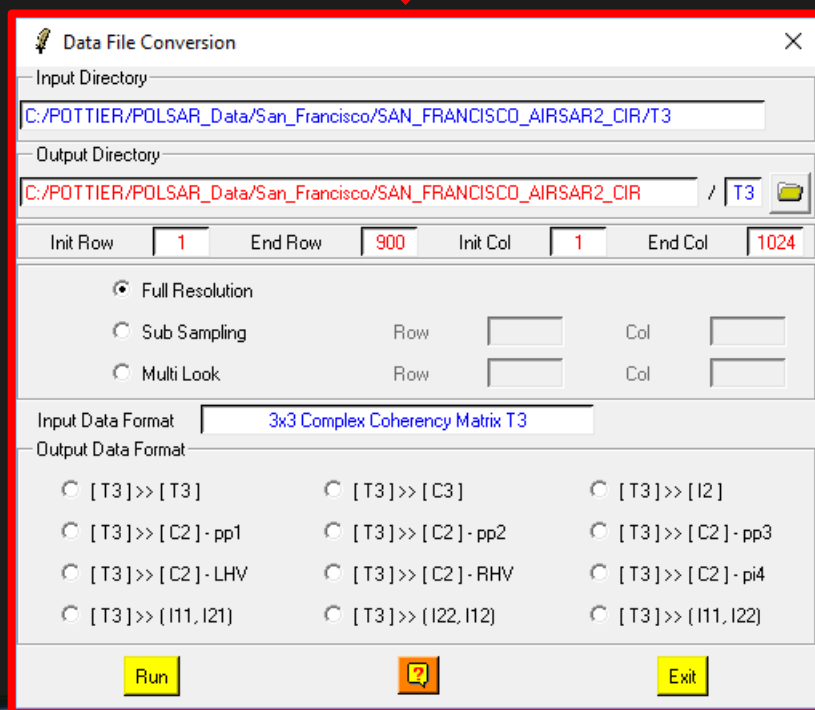 Data File Conversion
Input Directory
C:/POTTIER/POLSAR_Data/San_Francisco/SAN_FRANCISCO_AIRSAR2_CIR/T3
Output Directory
C:/POTTIER/POLSAR_Data/San_Francisco/SAN_FRANCISCO_AIRSAR2_CIR / T3
Init Row 1 End Row 900 Init Col 1 End Col 1024
Full Resolution
Sub Sampling Row Col
Multi Look Row Col
Input Data Format 3x3 Complex Coherency Matrix T3
Output Data Format
[ T3 ] >> [ T3 ] [ T3 ] >> [ C3 ] [ T3 ] >> [ I2 ]
[ T3 ] >> [ C2 ] - pp1 [ T3 ] >> [ C2 ] - pp2 [ T3 ] >> [ C2 ] - pp3
[ T3 ] >> [ C2 ] - LHV [ T3 ] >> [ C2 ] - RHV [ T3 ] >> [ C2 ] - pi4
[ T3 ] >> ( I11, I21 ) [ T3 ] >> ( I22, I12 ) [ T3 ] >> ( I11, I22 )
Run ? Exit